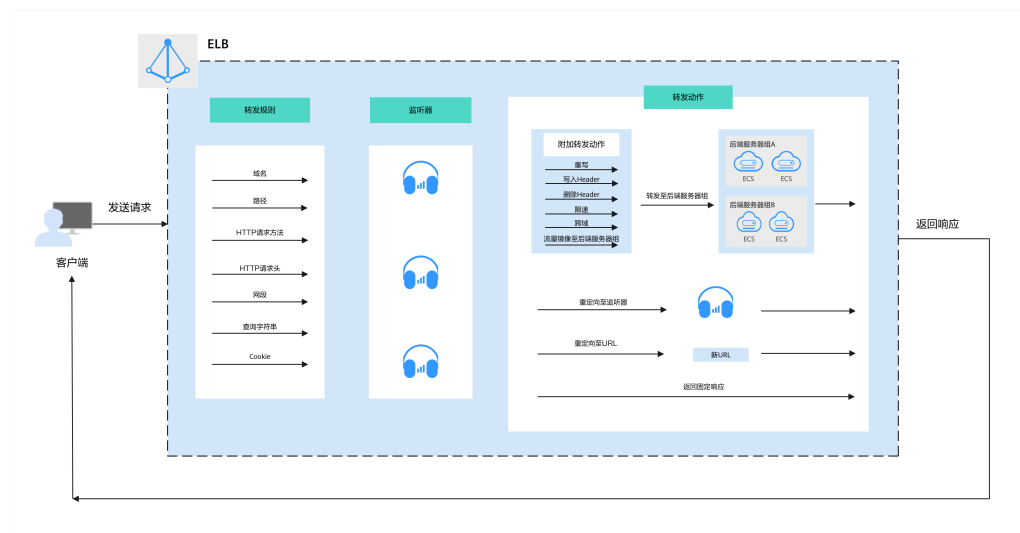 ELB
发送请求
客户端
转发规则
域名
路径
HTTP请求方法
HTTP请求头
网段
查询字符串
Cookie
监听器
转发动作
附加转发动作
重写
写入Header
删除Header
限速
跨域
流量镜像至后端服务器组
转发至后端服务器组
后端服务器组A
ECS ECS
后端服务器组B
ECS ECS
重定向至监听器
重定向至URL
新URL
返回固定响应
返回响应